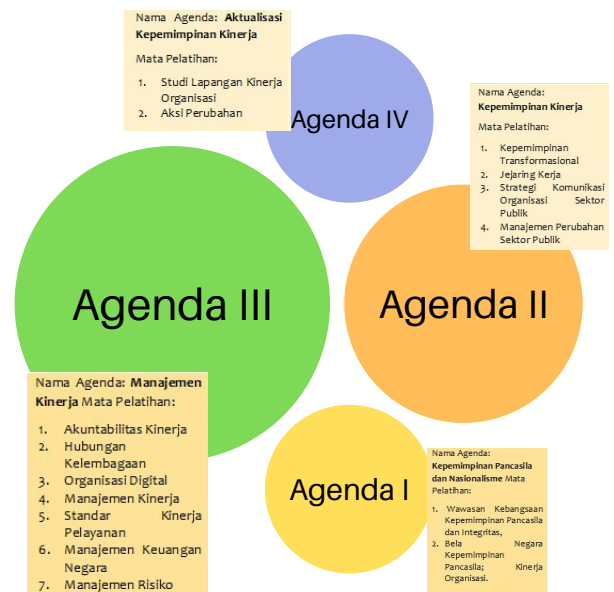 Nama Agenda: Aktualisasi
Kepemimpinan Kinerja
Mata Pelatihan:
1. Studi Lapangan Kinerja
Organisasi
2. Aksi Perubahan
Agenda IV
Nama Agenda:
Kepemimpinan Kinerja
Mata Pelatihan:
1. Kepemimpinan
Transformasional
2. Jejaring Kerja
3. Strategi Komunikasi
Organisasi Sektor
Publik
4. Manajemen Perubahan
Sektor Publik
Agenda III
Agenda II
Nama Agenda: Manajemen
Kinerja Mata Pelatihan:
1. Akuntabilitas Kinerja
2. Hubungan
Kelembagaan
3. Organisasi Digital
4. Manajemen Kinerja
5. Standar Kinerja
Pelayanan
6. Manajemen Keuangan
Negara
7. Manajemen Risiko
Agenda I
Nama Agenda:
Kepemimpinan Pancasila
dan Nasionalisme Mata
Pelatihan:
1. Wawasan Kebangsaan
Kepemimpinan Pancasila
dan Integritas,
2. Bela Negara
Kepemimpinan
Pancasila; Kinerja
Organisasi.